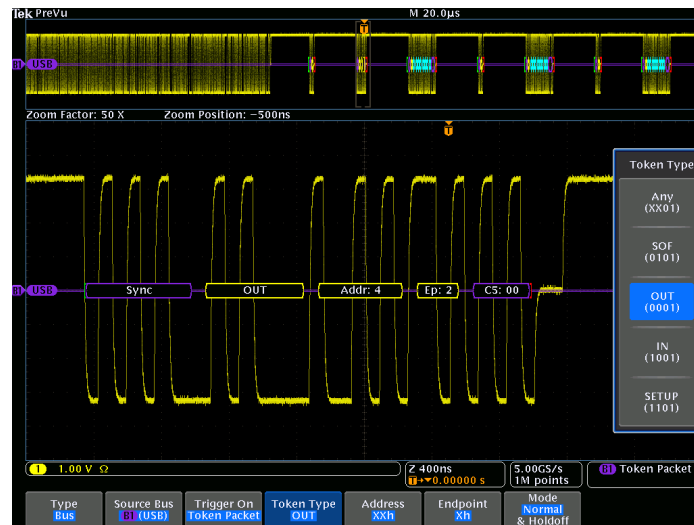 Tek PreVu M 20.0µs
T
B1 USB
Zoom Factor: 50 X Zoom Position: −500ns
T
Token Type
Any
(XX01)
SOF
(0101)
OUT
(0001)
IN
(1001)
SETUP
(1101)
B1 USB Sync OUT Addr: 4 Ep: 2 C5: 00
1 1.00 V Ω
Z 400ns
T→▼0.00000 s
5.00GS/s
1M points
B1 Token Packet
Type
Bus
Source Bus
B1 (USB)
Trigger On
Token Packet
Token Type
OUT
Address
XXh
Endpoint
Xh
Mode
Normal
& Holdoff